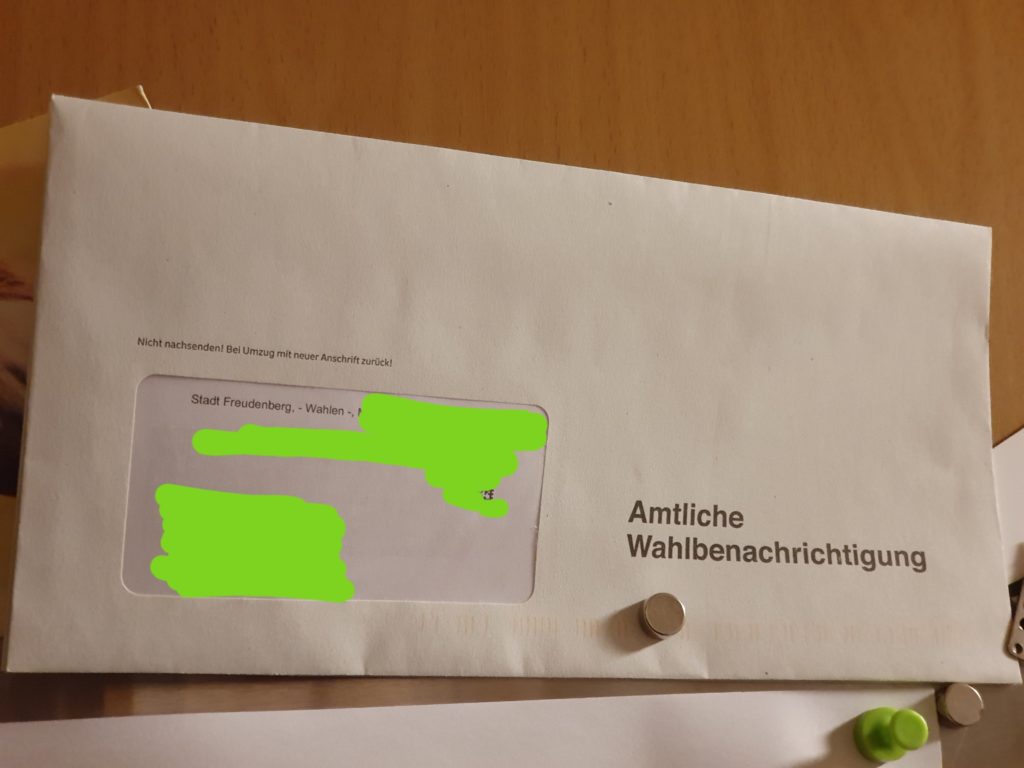 Nicht nachsenden! Bei Umzug mit neuer Anschrift zurück!
Stadt Freudenberg, - Wahlen -,
Amtliche
Wahlbenachrichtigung